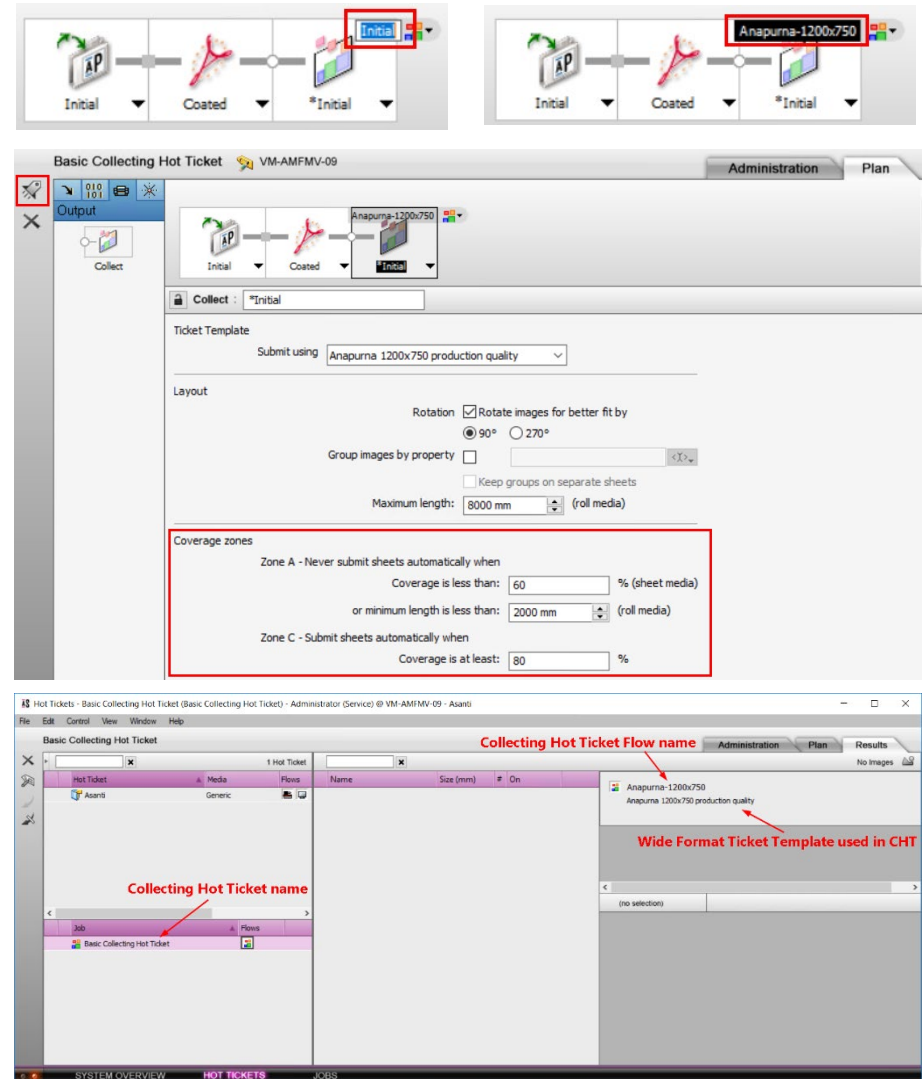 Initial
AP
Initial
Coated
*Initial
Anapurna-1200x750
AP
Initial
Coated
*Initial
Basic Collecting Hot Ticket
VM-AMFMV-09
Administration
Plan
010
101
Output
Collect
Anapurna-1200x750
AP
Initial
Coated
*Initial
Collect :
*Initial
Ticket Template
Submit using
Anapurna 1200x750 production quality
Layout
Rotation
Rotate images for better fit by
90°
270°
Group images by property
<I>
Keep groups on separate sheets
Maximum length:
8000 mm
(roll media)
Coverage zones
Zone A - Never submit sheets automatically when
Coverage is less than:
60
% (sheet media)
or minimum length is less than:
2000 mm
(roll media)
Zone C - Submit sheets automatically when
Coverage is at least:
80
%
Hot Tickets - Basic Collecting Hot Ticket (Basic Collecting Hot Ticket) - Administrator (Service) @ VM-AMFMV-09 - Asanti
File Edit Control View Window Help
Basic Collecting Hot Ticket
Collecting Hot Ticket Flow name
Administration
Plan
Results
1 Hot Ticket
No Images
Hot Ticket
Media
Flows
Name
Size (mm)
#
On
Asanti
Generic
Anapurna-1200x750
Anapurna 1200x750 production quality
Wide Format Ticket Template used in CHT
Collecting Hot Ticket name
(no selection)
Job
Flows
Basic Collecting Hot Ticket
SYSTEM OVERVIEW
HOT TICKETS
JOBS